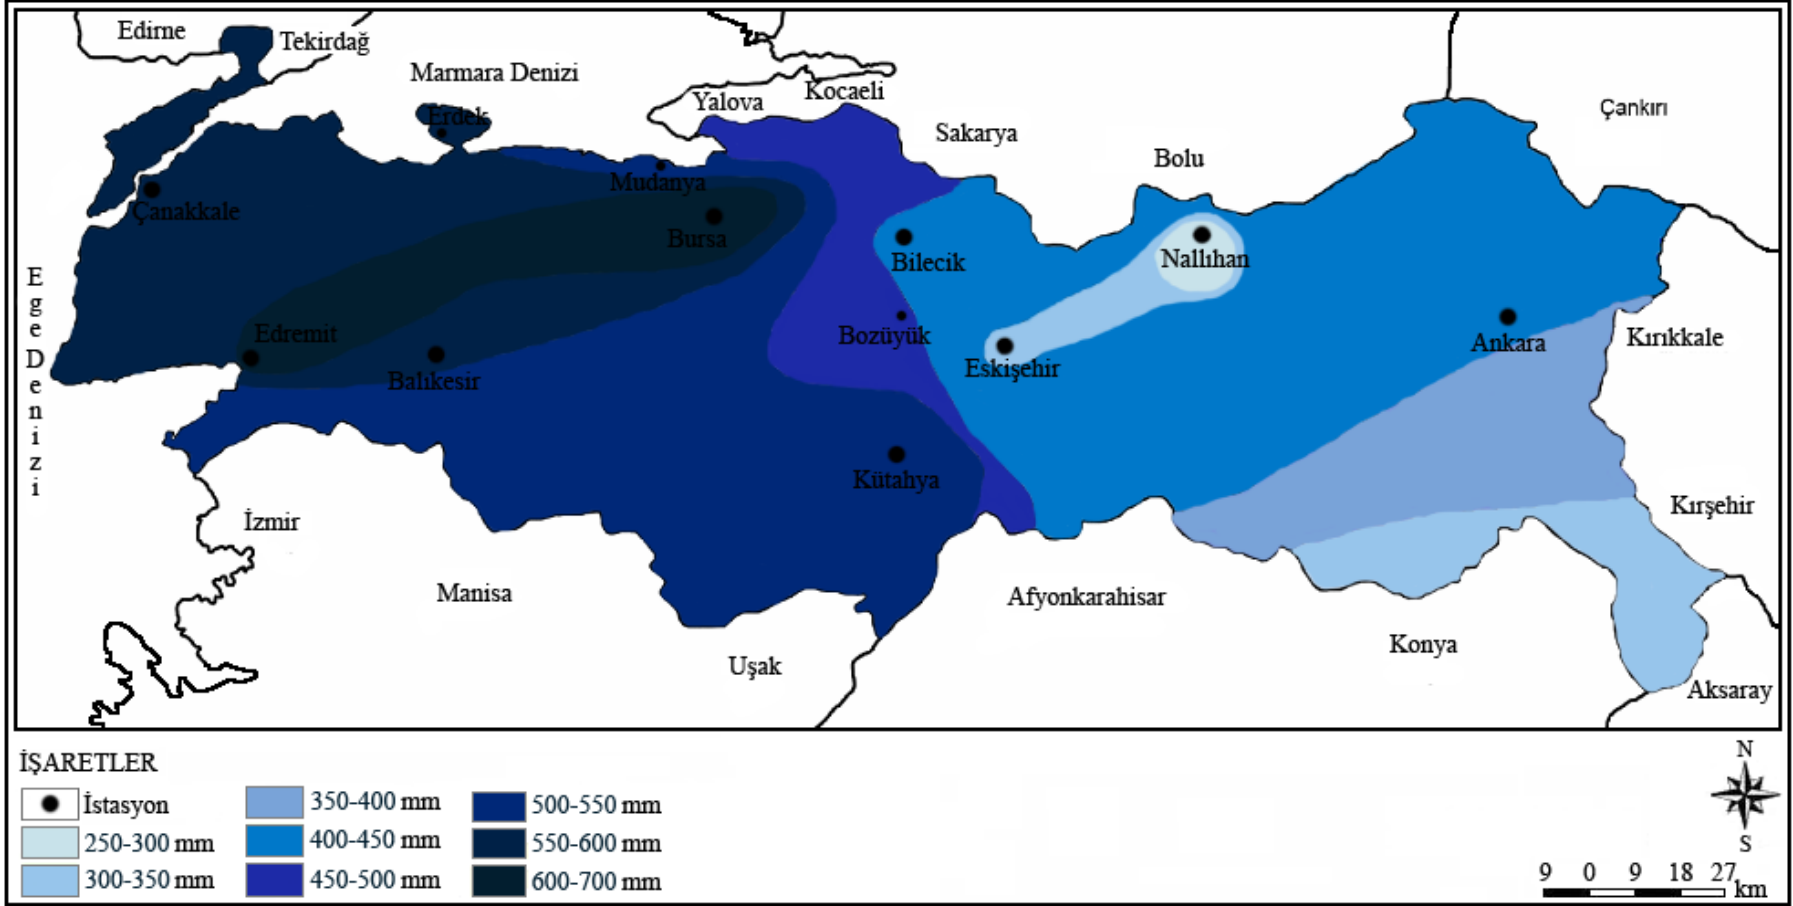 Edirne
Tekirdağ
Marmara Denizi
Yalova
Kocaeli
Erdek
Sakarya
Çankırı
Bolu
Mudanya
Çanakkale
Bursa
Bilecik
Nallıhan
Ege Denizi
Edremit
Bozüyük
Ankara
Kırıkkale
Balıkesir
Eskişehir
Kütahya
Kırşehir
İzmir
Manisa
Afyonkarahisar
Konya
Uşak
Aksaray
İŞARETLER
İstasyon
250-300 mm
300-350 mm
350-400 mm
400-450 mm
450-500 mm
500-550 mm
550-600 mm
600-700 mm
N
S
9 0 9 18 27 km